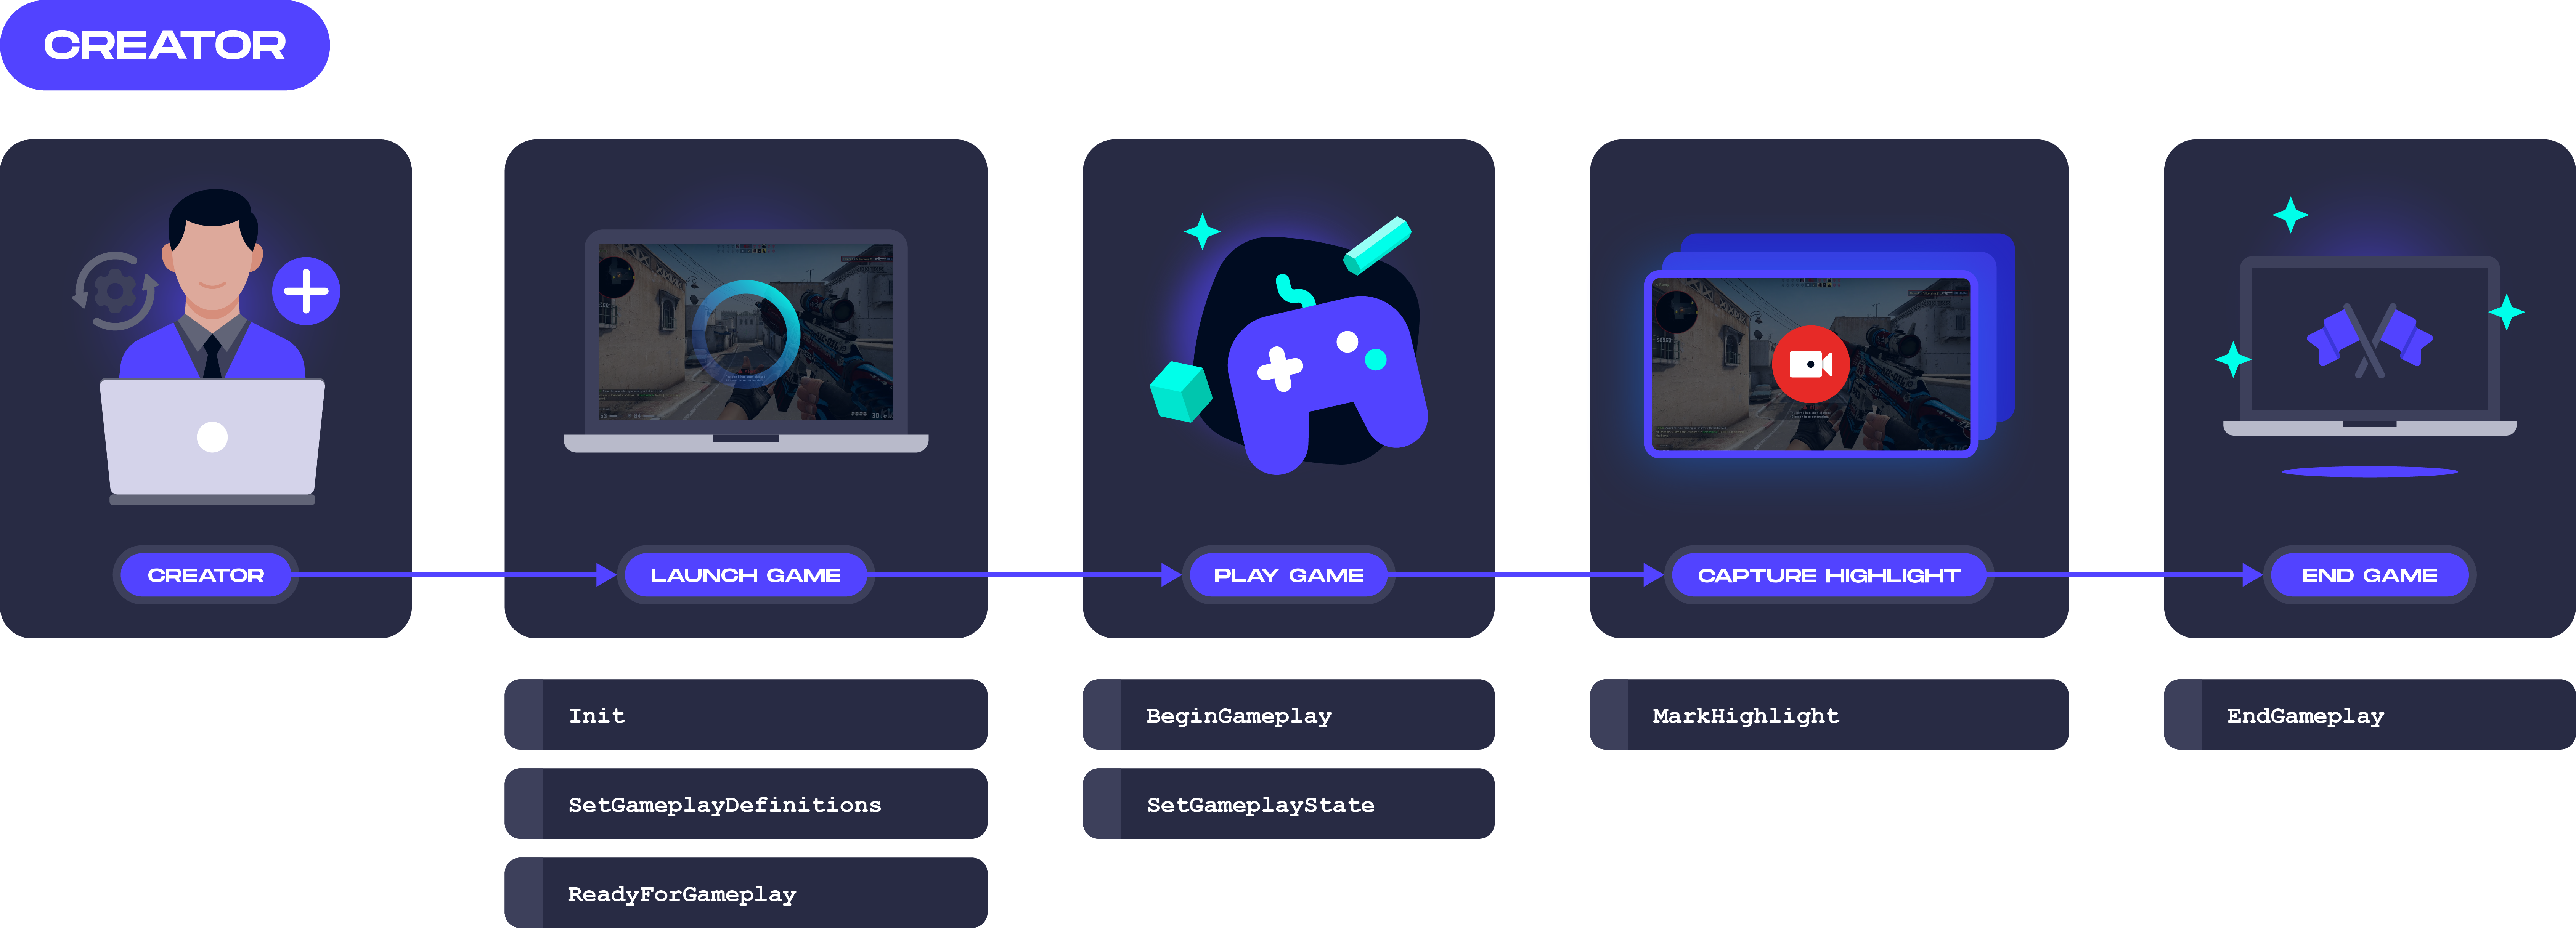 CREATOR
CREATOR
LAUNCH GAME
PLAY GAME
CAPTURE HIGHLIGHT
END GAME
Init
SetGameplayDefinitions
ReadyForGameplay
BeginGameplay
SetGameplayState
MarkHighlight
EndGameplay